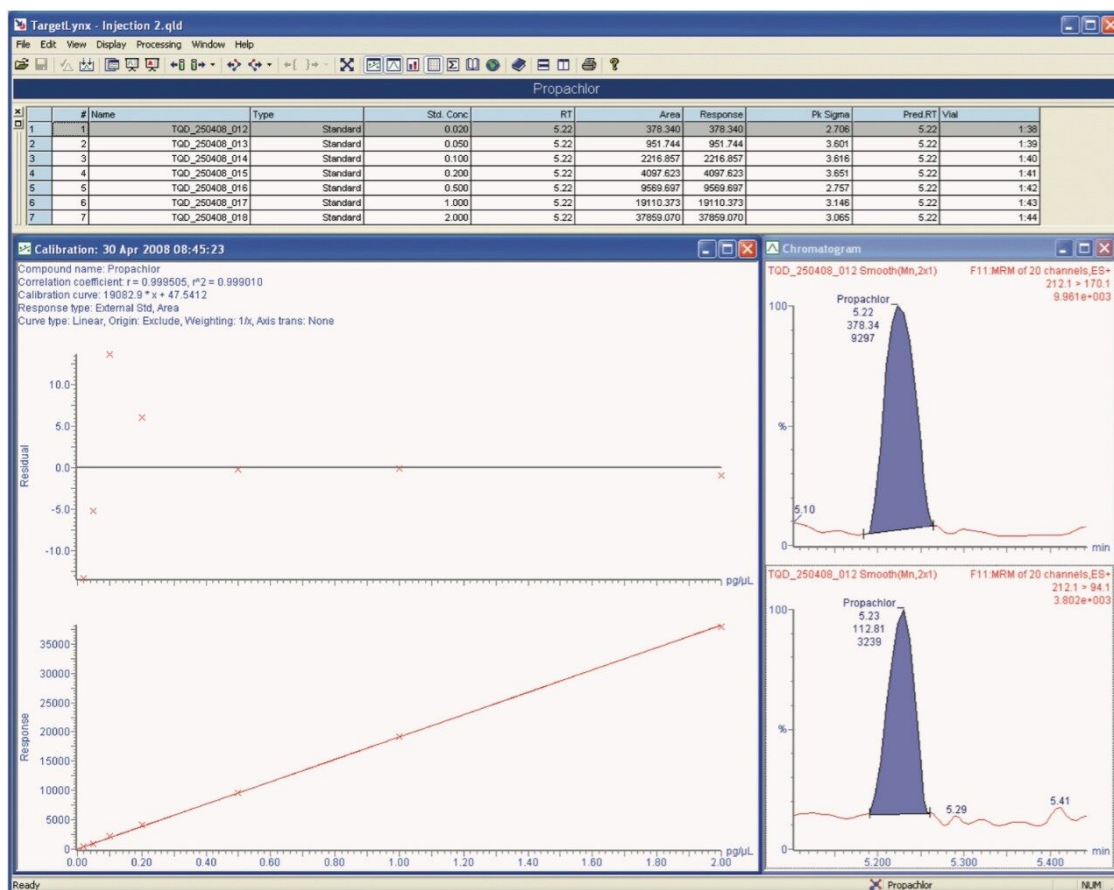 TargetLynx - Injection 2.qld
File Edit View Display Processing Window Help
Propachlor
# Name Type Std. Conc RT Area Response Pk Sigma Pred.RT Vial
1 1 TQD_250408_012 Standard 0.020 5.22 378.340 378.340 2.706 5.22 1:38
2 2 TQD_250408_013 Standard 0.050 5.22 951.744 951.744 3.601 5.22 1:39
3 3 TQD_250408_014 Standard 0.100 5.22 2216.857 2216.857 3.616 5.22 1:40
4 4 TQD_250408_015 Standard 0.200 5.22 4097.623 4097.623 3.651 5.22 1:41
5 5 TQD_250408_016 Standard 0.500 5.22 9569.697 9569.697 2.757 5.22 1:42
6 6 TQD_250408_017 Standard 1.000 5.22 19110.373 19110.373 3.146 5.22 1:43
7 7 TQD_250408_018 Standard 2.000 5.22 37859.070 37859.070 3.065 5.22 1:44
Calibration: 30 Apr 2008 08:45:23
Compound name: Propachlor
Correlation coefficient: r = 0.999505, r^2 = 0.999010
Calibration curve: 19082.9 * x + 47.5412
Response type: External Std, Area
Curve type: Linear, Origin: Exclude, Weighting: 1/x, Axis trans: None
10.0
5.0
0.0
-5.0
-10.0
Residual
pg/µL
35000
30000
25000
20000
15000
10000
5000
0
Response
0.00 0.20 0.40 0.60 0.80 1.00 1.20 1.40 1.60 1.80 2.00
pg/µL
Chromatogram
TQD_250408_012 Smooth(Mn,2x1) F11:MRM of 20 channels,ES+
212.1 > 170.1
9.961e+003
100
Propachlor
5.22
378.34
9297
%
5.10
0
min
TQD_250408_012 Smooth(Mn,2x1) F11:MRM of 20 channels,ES+
212.1 > 94.1
3.802e+003
100
Propachlor
5.23
112.81
3239
%
5.29
5.41
0
min
5.200 5.300 5.400
Ready Propachlor NUM